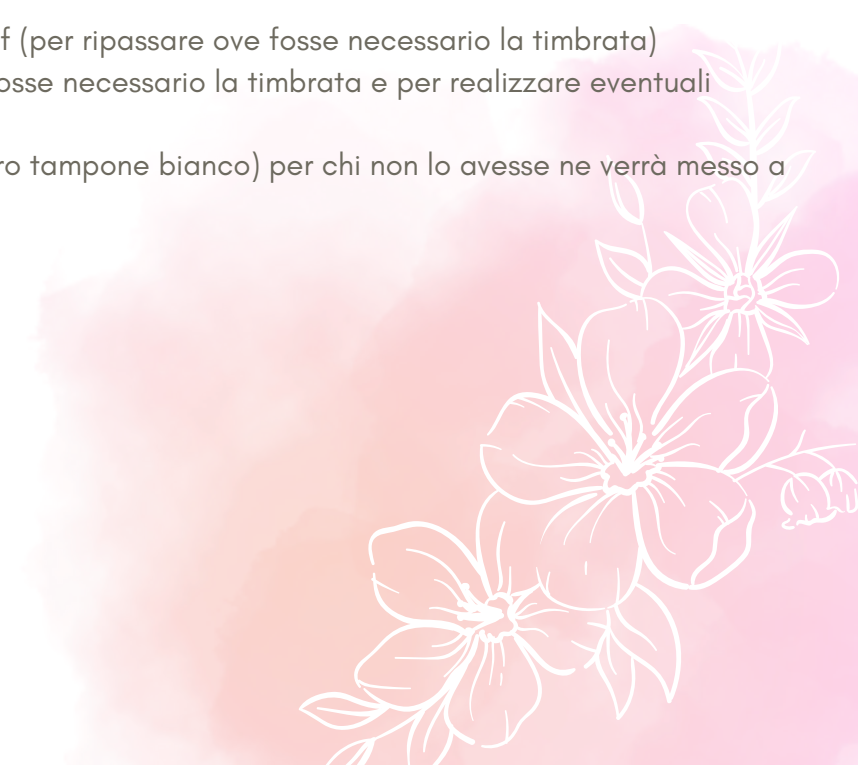 f (per ripassare ove fosse necessario la timbrata)
osse necessario la timbrata e per realizzare eventuali
ro tampone bianco) per chi non lo avesse ne verrà messo a